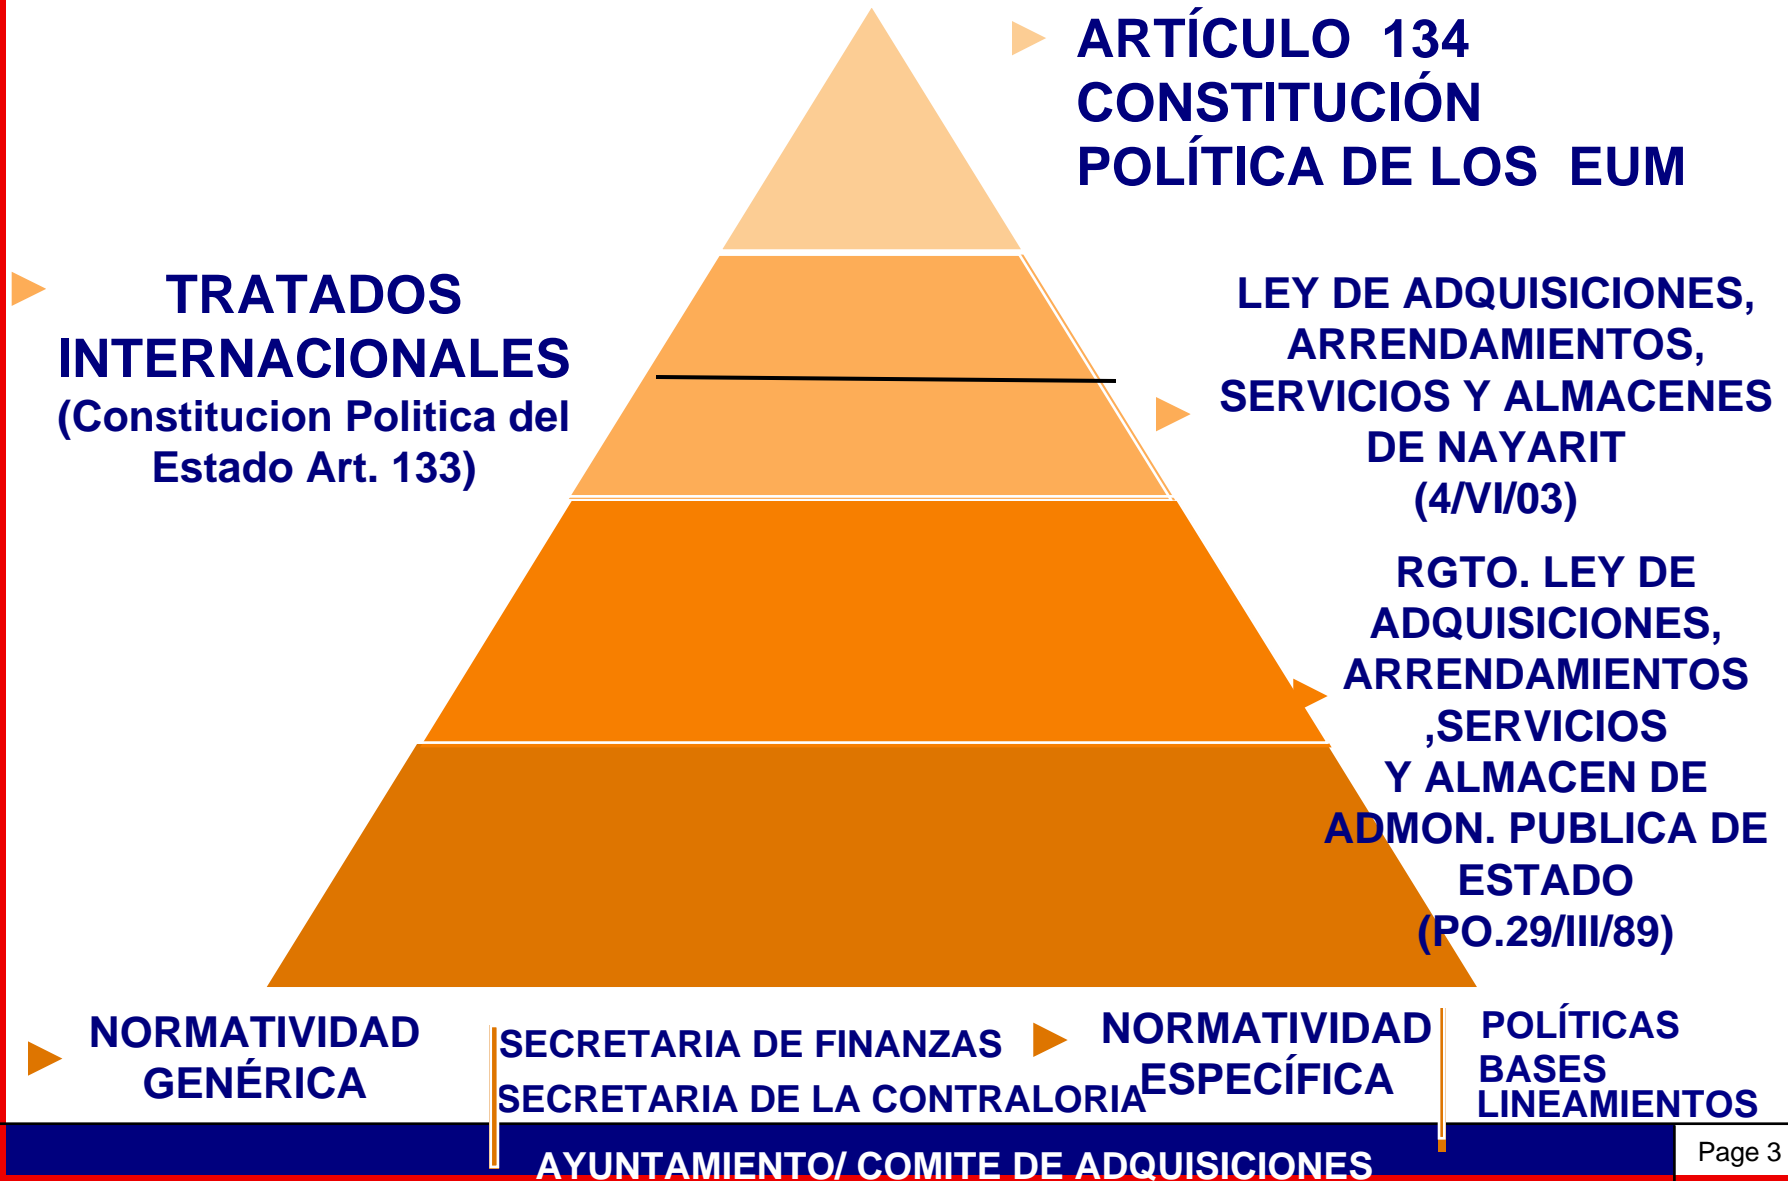 ARTÍCULO 134
CONSTITUCIÓN
POLÍTICA DE LOS EUM
TRATADOS
INTERNACIONALES
(Constitucion Politica del
Estado Art. 133)
LEY DE ADQUISICIONES,
ARRENDAMIENTOS,
SERVICIOS Y ALMACENES
DE NAYARIT
(4/VI/03)
RGTO. LEY DE
ADQUISICIONES,
ARRENDAMIENTOS
,SERVICIOS
Y ALMACEN DE
ADMON. PUBLICA DE
ESTADO
(PO.29/III/89)
NORMATIVIDAD
GENÉRICA
SECRETARIA DE FINANZAS
SECRETARIA DE LA CONTRALORIA
AYUNTAMIENTO/ COMITE DE ADQUISICIONES
NORMATIVIDAD
ESPECÍFICA
POLÍTICAS
BASES
LINEAMIENTOS
Page 3